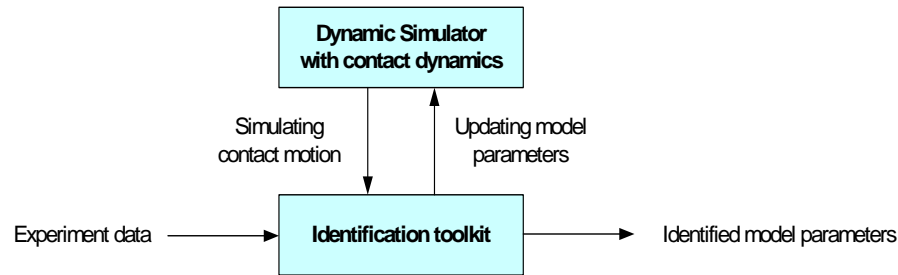 Dynamic Simulator
with contact dynamics
Simulating
contact motion
Updating model
parameters
Experiment data
Identification toolkit
Identified model parameters